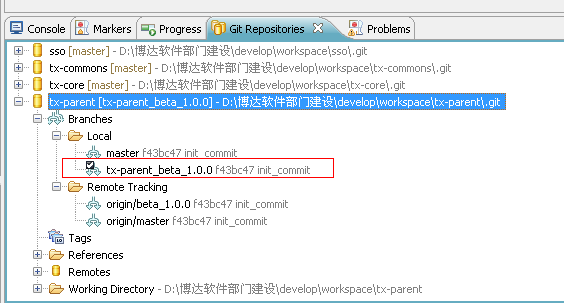 Console Markers Progress Git Repositories Problems
sso [master] - D:\博达软件部门建设\develop\workspace\sso\.git
tx-commons [master] - D:\博达软件部门建设\develop\workspace\tx-commons\.git
tx-core [master] - D:\博达软件部门建设\develop\workspace\tx-core\.git
tx-parent [tx-parent_beta_1.0.0] - D:\博达软件部门建设\develop\workspace\tx-parent\.git
Branches
Local
master f43bc47 init_commit
tx-parent_beta_1.0.0 f43bc47 init_commit
Remote Tracking
origin/beta_1.0.0 f43bc47 init_commit
origin/master f43bc47 init_commit
Tags
References
Remotes
Working Directory - D:\博达软件部门建设\develop\workspace\tx-parent